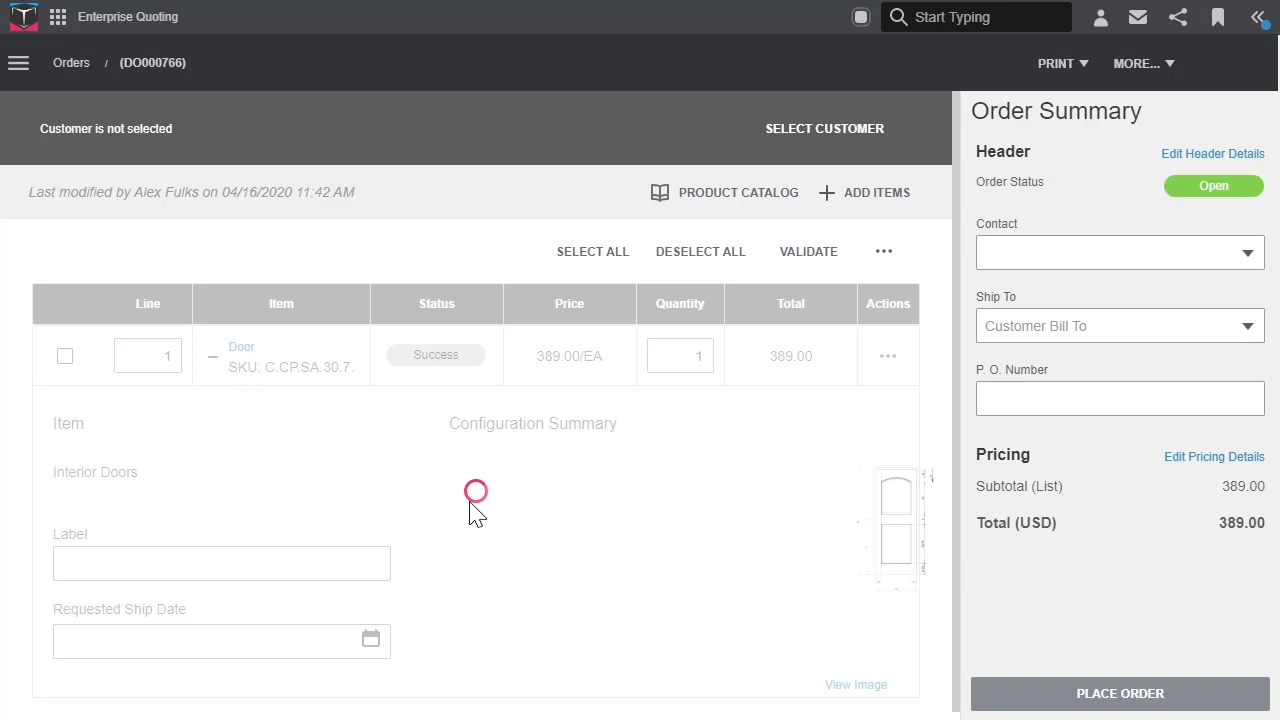 Enterprise Quoting
Start Typing
Orders / (DO000766)
PRINT
MORE...
Customer is not selected
SELECT CUSTOMER
Last modified by Alex Fulks on 04/16/2020 11:42 AM
PRODUCT CATALOG
ADD ITEMS
SELECT ALL
DESELECT ALL
VALIDATE
Line Item Status Price Quantity Total Actions
1
Door
SKU: C.CP.SA.30.7.
Success
389.00/EA
1
389.00
Item
Configuration Summary
Interior Doors
Label
Requested Ship Date
View Image
Order Summary
Header
Edit Header Details
Order Status
Open
Contact
Ship To
Customer Bill To
P. O. Number
Pricing
Edit Pricing Details
Subtotal (List) 389.00
Total (USD) 389.00
PLACE ORDER